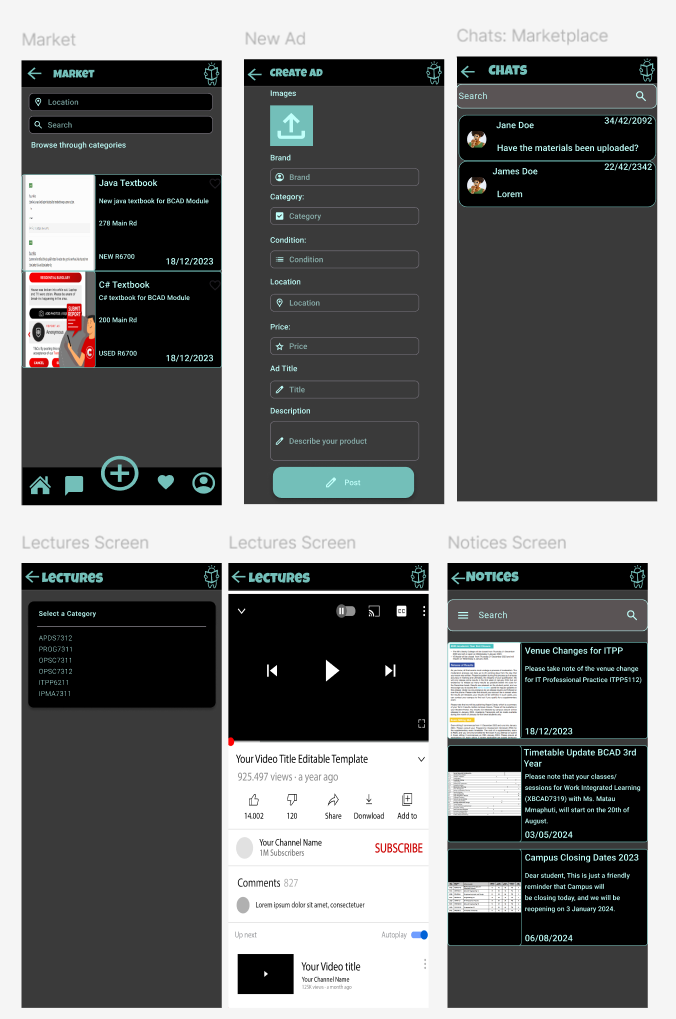 Market
MARKET
Location
Search
Browse through categories
Java Textbook
New java textbook for BCAD Module
278 Main Rd
NEW R6700
18/12/2023
RESIDENTIAL BURGLARY
SUBMIT
REPORT
Anonymous
CANCEL
C# Textbook
C# textbook for BCAD Module
200 Main Rd
USED R6700
18/12/2023
New Ad
CREATE AD
Images
Brand
Brand
Category:
Category
Condition:
Condition
Location
Location
Price:
Price
Ad Title
Title
Description
Describe your product
Post
Chats: Marketplace
CHATS
Search
Jane Doe
34/42/2092
Have the materials been uploaded?
James Doe
22/42/2342
Lorem
Lectures Screen
LECTURES
Select a Category
APDS7312
PROG7311
OPSC7311
OPSC7312
ITPP6211
IPMA7311
Lectures Screen
LECTURES
CC
Your Video Title Editable Template
925.497 views · a year ago
14.002
120
Share
Donwload
Add to
Your Channel Name
1M Subscribers
SUBSCRIBE
Comments 827
Lorem ipsum dolor sit amet, consectetuer
Up next
Autoplay
Your Video title
Your Channel Name
125K views · a month ago
Notices Screen
NOTICES
Search
Venue Changes for ITPP
Please take note of the venue change
for IT Professional Practice ITPP5112)
18/12/2023
Timetable Update BCAD 3rd
Year
Please note that your classes/
sessions for Work Integrated Learning
(XBCAD7319) with Ms. Matau
Mmaphuti, will start on the 20th of
August.
03/05/2024
Campus Closing Dates 2023
Dear student, This is just a friendly
reminder that Campus will
be closing today, and we will be
reopening on 3 January 2024.
06/08/2024